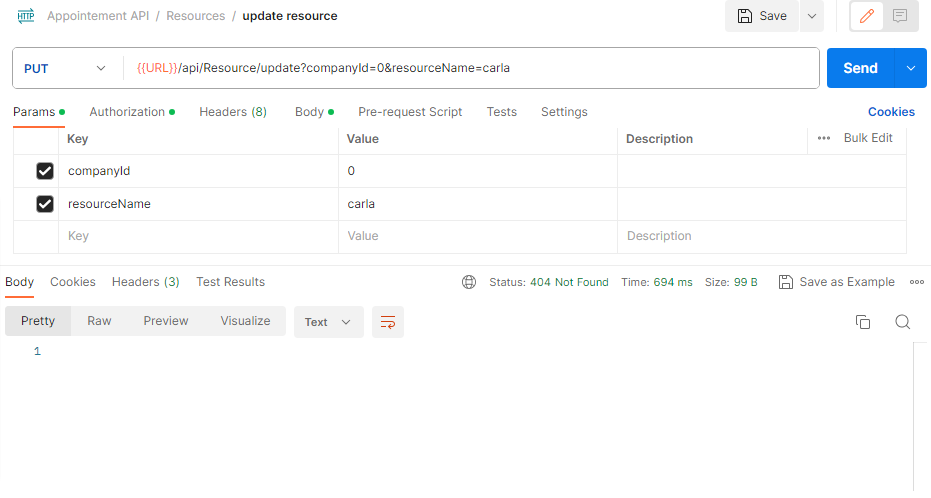 HTTP Appointement API / Resources / update resource Save
PUT {{URL}}/api/Resource/update?companyId=0&resourceName=carla Send
Params Authorization Headers (8) Body Pre-request Script Tests Settings Cookies
Key Value Description Bulk Edit
companyId 0
resourceName carla
Key Value Description
Body Cookies Headers (3) Test Results Status: 404 Not Found Time: 694 ms Size: 99 B Save as Example
Pretty Raw Preview Visualize Text
1